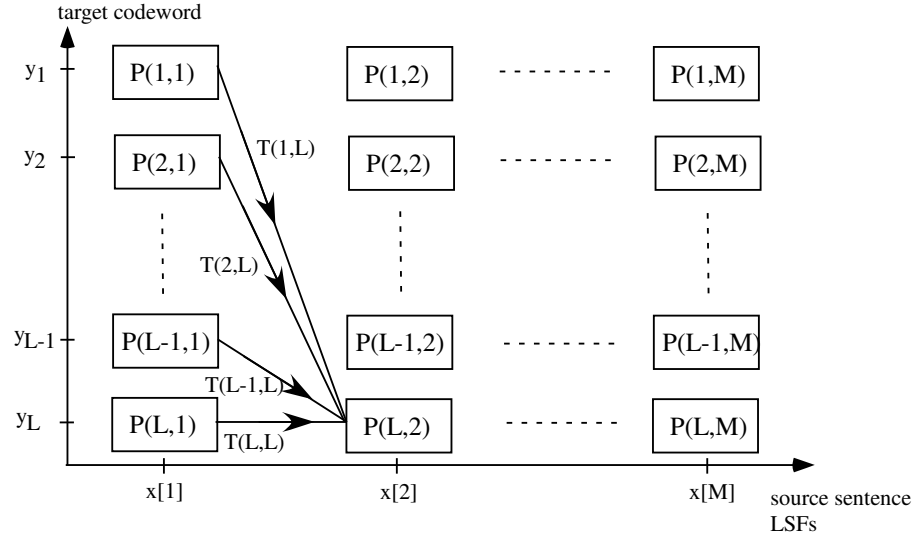 target codeword
y1 P(1,1) P(1,2) P(1,M)
T(1,L)
y2 P(2,1) P(2,2) P(2,M)
T(2,L)
yL-1 P(L-1,1) P(L-1,2) P(L-1,M)
T(L-1,L)
yL P(L,1) P(L,2) P(L,M)
T(L,L)
x[1] x[2] x[M]
source sentence
LSFs